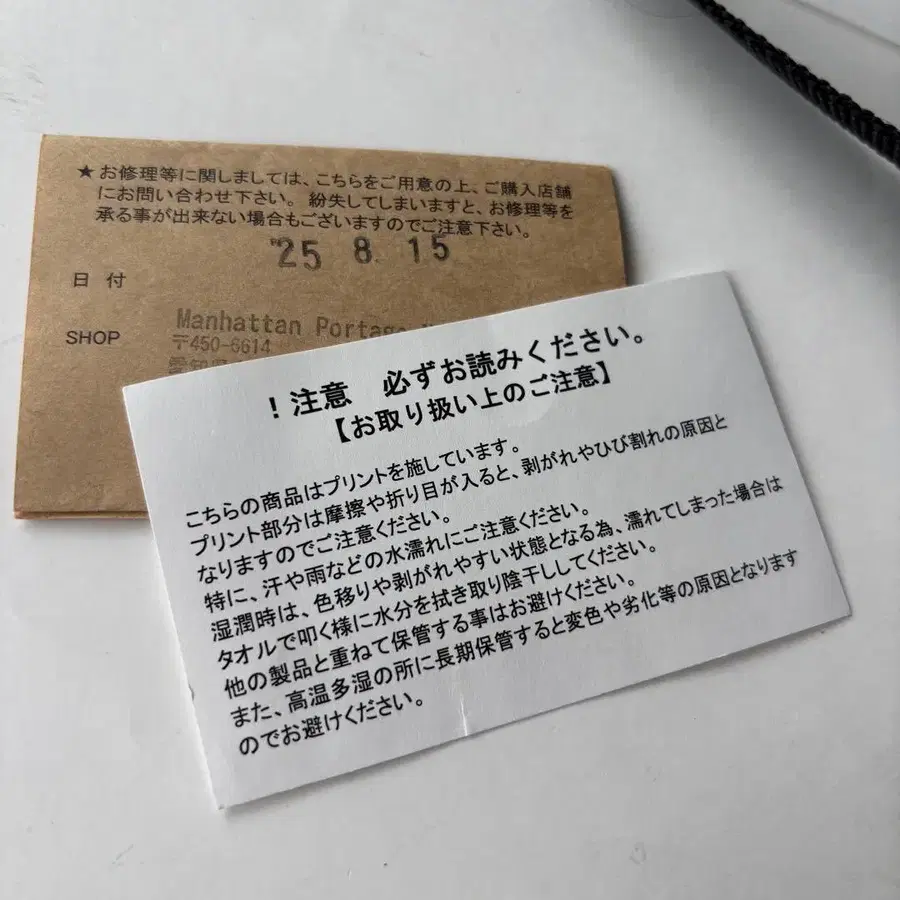 ★お修理等に関しましては、こちらをご用意の上、ご購入店舗
にお問い合わせ下さい。紛失してしまいますと、お修理等を
承る事が出来ない場合もございますのでご注意下さい。
'25 8. 15
日 付
SHOP
Manhattan Portage
〒450-6614
！注意　必ずお読みください。
【お取り扱い上のご注意】
こちらの商品はプリントを施しています。
プリント部分は摩擦や折り目が入ると、剥がれやひび割れの原因と
なりますのでご注意ください。
特に、汗や雨などの水濡れにご注意ください。
湿潤時は、色移りや剥がれやすい状態となる為、濡れてしまった場合は
タオルで叩く様に水分を拭き取り陰干ししてください。
他の製品と重ねて保管する事はお避けください。
また、高温多湿の所に長期保管すると変色や劣化等の原因となります
のでお避けください。